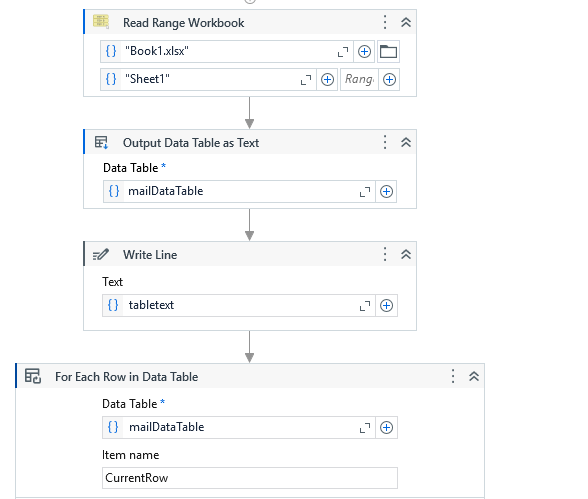 Read Range Workbook
{} "Book1.xlsx"
{} "Sheet1" Rang
Output Data Table as Text
Data Table *
{} mailDataTable
Write Line
Text
{} tabletext
For Each Row in Data Table
Data Table *
{} mailDataTable
Item name
CurrentRow